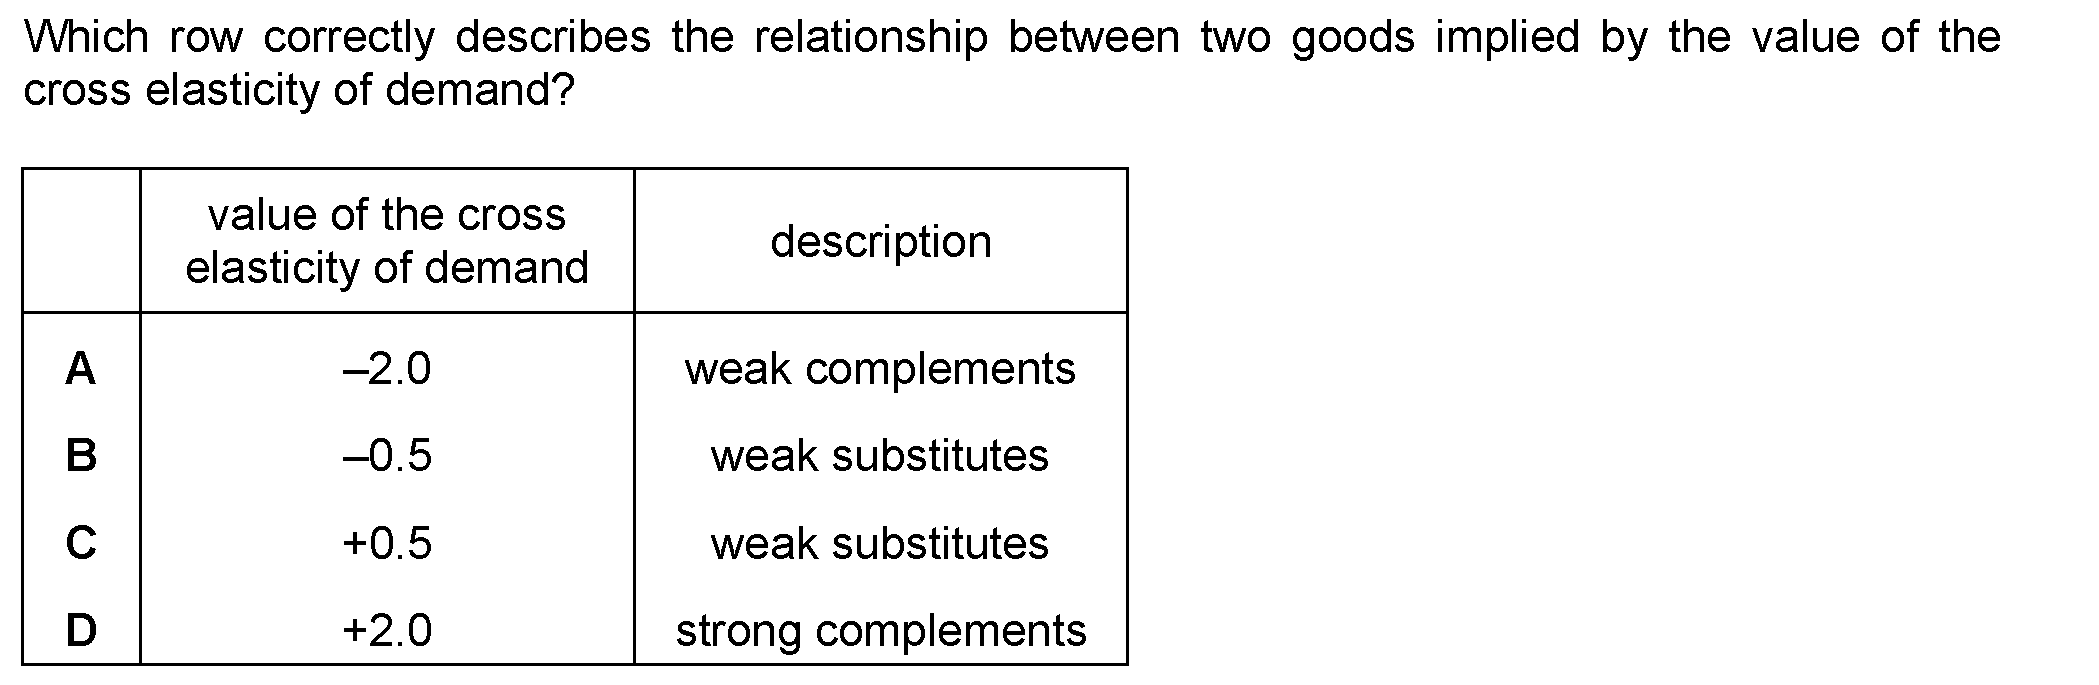 Which row correctly describes the relationship between two goods implied by the value of the
cross elasticity of demand?
value of the cross
elasticity of demand
description
A –2.0 weak complements
B –0.5 weak substitutes
C +0.5 weak substitutes
D +2.0 strong complements